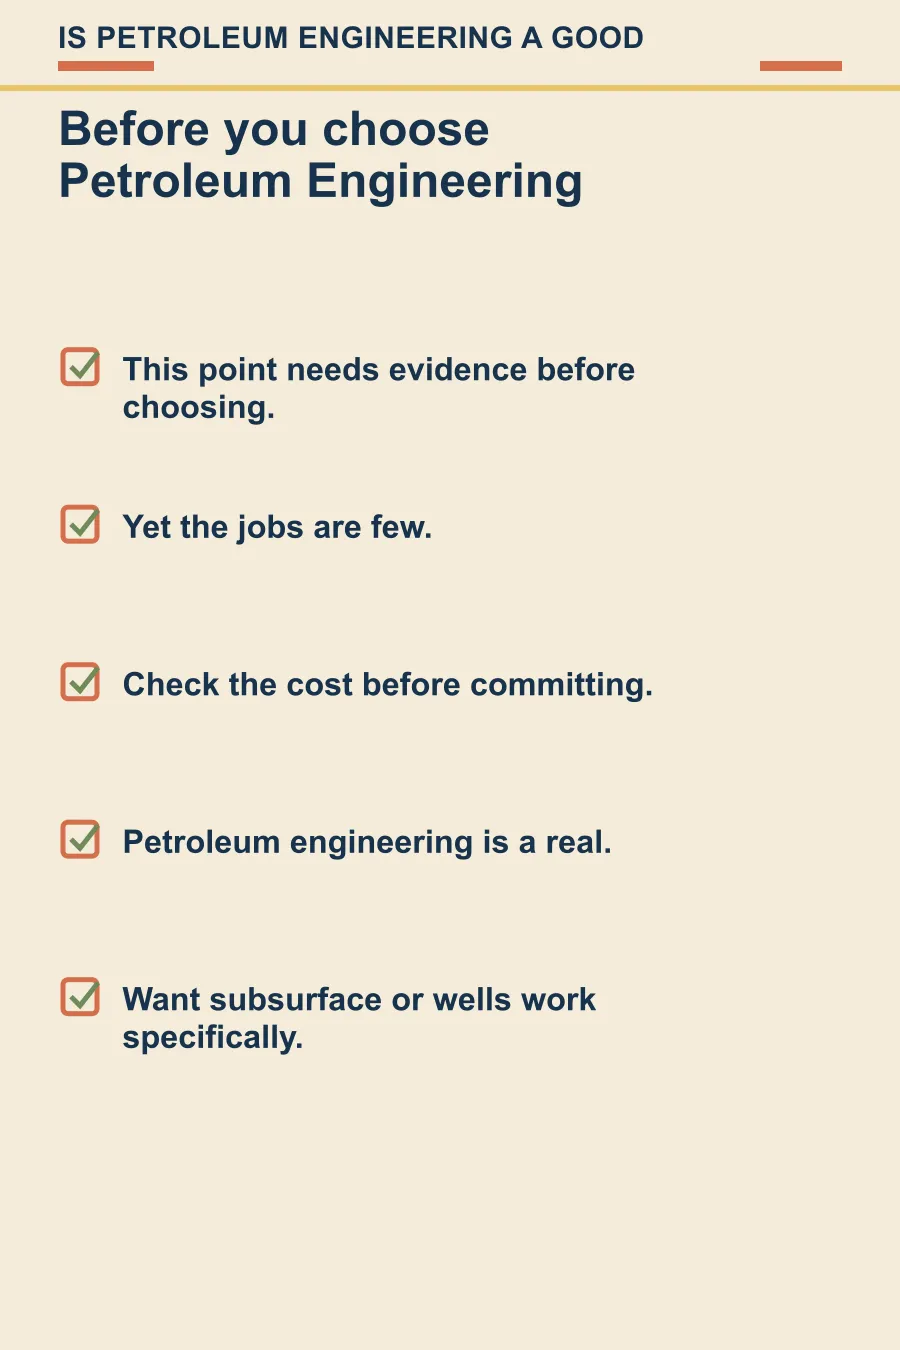 IS PETROLEUM ENGINEERING A GOOD
Before you choose
Petroleum Engineering
This point needs evidence before
choosing.
Yet the jobs are few.
Check the cost before committing.
Petroleum engineering is a real.
Want subsurface or wells work
specifically.